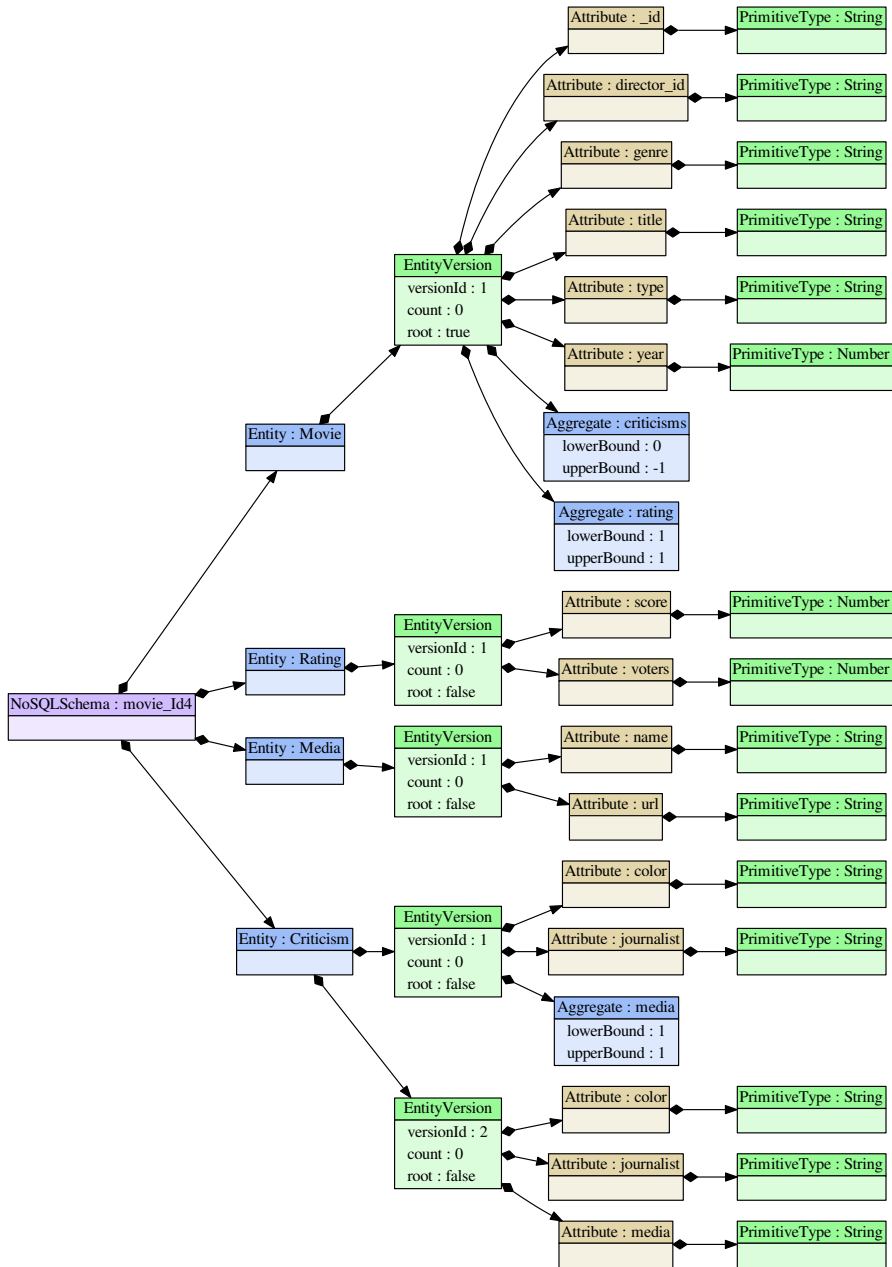 Attribute : _id
PrimitiveType : String
Attribute : director_id
PrimitiveType : String
Attribute : genre
PrimitiveType : String
Attribute : title
PrimitiveType : String
EntityVersion
versionId : 1
count : 0
root : true
Attribute : type
PrimitiveType : String
Attribute : year
PrimitiveType : Number
Entity : Movie
Aggregate : criticisms
lowerBound : 0
upperBound : -1
Aggregate : rating
lowerBound : 1
upperBound : 1
Attribute : score
PrimitiveType : Number
EntityVersion
versionId : 1
count : 0
root : false
Entity : Rating
Attribute : voters
PrimitiveType : Number
NoSQLSchema : movie_Id4
Entity : Media
EntityVersion
versionId : 1
count : 0
root : false
Attribute : name
PrimitiveType : String
Attribute : url
PrimitiveType : String
Attribute : color
PrimitiveType : String
Entity : Criticism
EntityVersion
versionId : 1
count : 0
root : false
Attribute : journalist
PrimitiveType : String
Aggregate : media
lowerBound : 1
upperBound : 1
EntityVersion
versionId : 2
count : 0
root : false
Attribute : color
PrimitiveType : String
Attribute : journalist
PrimitiveType : String
Attribute : media
PrimitiveType : String